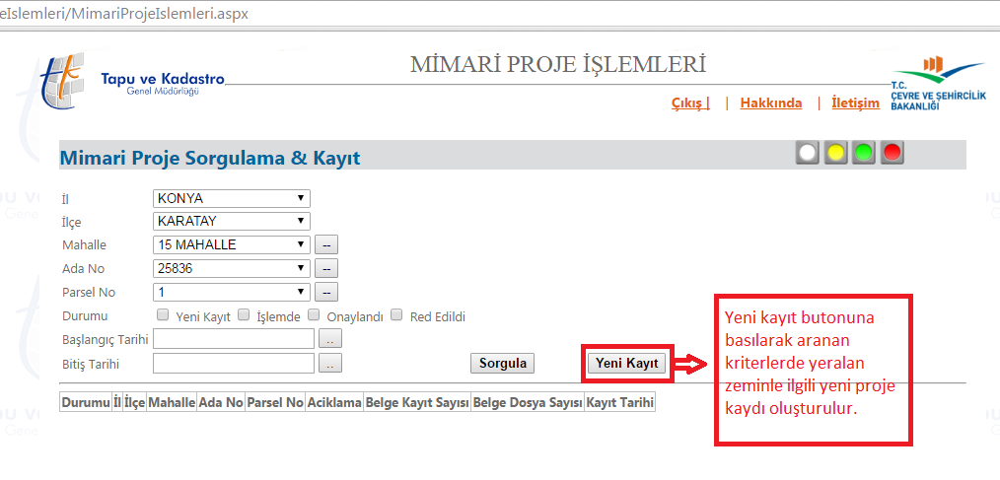 eIslemleri/MimariProjeIslemleri.aspx
Tapu ve Kadastro
Genel Müdürlüğü
MİMARİ PROJE İŞLEMLERİ
T.C.
ÇEVRE VE ŞEHİRCİLİK
BAKANLIĞI
Çıkış | | Hakkında | İletişim
Mimari Proje Sorgulama & Kayıt
İl KONYA
İlçe KARATAY
Mahalle 15 MAHALLE --
Ada No 25836 --
Parsel No 1 --
Durumu Yeni Kayıt İşlemde Onaylandı Red Edildi
Başlangıç Tarihi ..
Bitiş Tarihi .. Sorgula Yeni Kayıt
Yeni kayıt butonuna
basılarak aranan
kriterlerde yeralan
zeminle ilgili yeni proje
kaydı oluşturulur.
Durumu İl İlçe Mahalle Ada No Parsel No Aciklama Belge Kayıt Sayısı Belge Dosya Sayısı Kayıt Tarihi